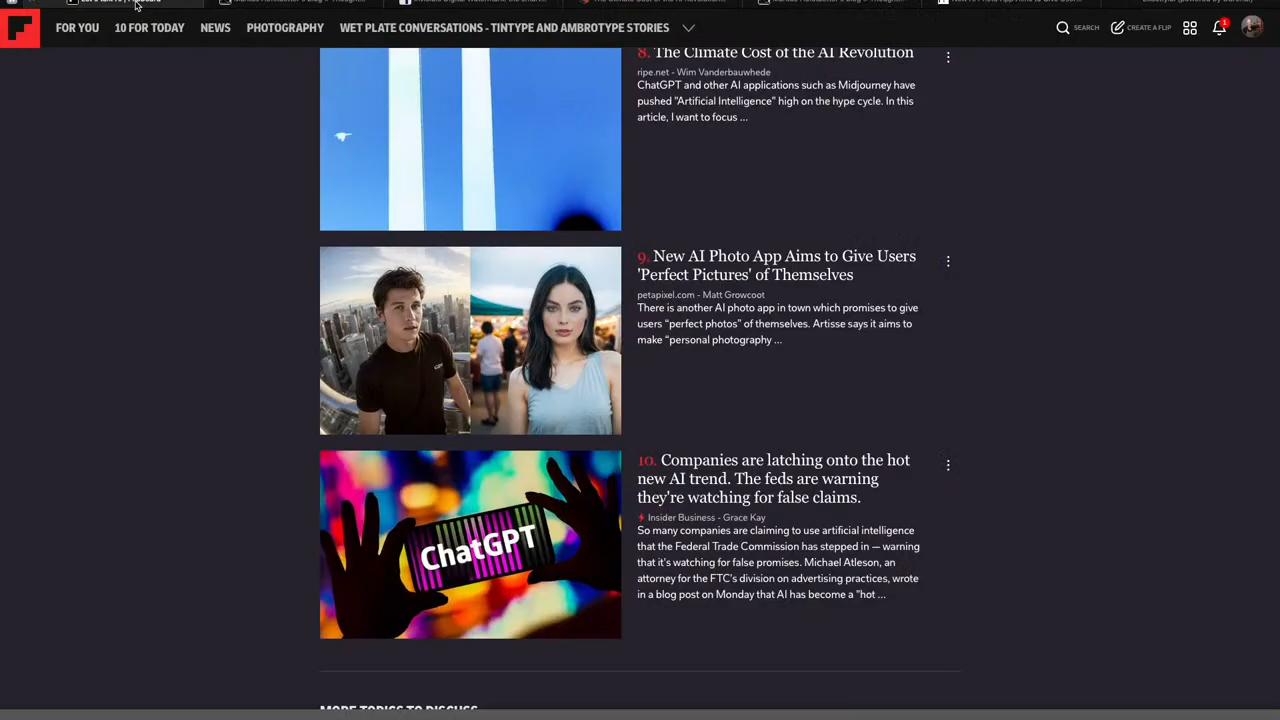 FOR YOU
10 FOR TODAY
NEWS
PHOTOGRAPHY
WET PLATE CONVERSATIONS - TINTYPE AND AMBROTYPE STORIES
SEARCH
CREATE A FLIP
1
8. The Climate Cost of the AI Revolution
ripe.net - Wim Vanderbauwhede
ChatGPT and other AI applications such as Midjourney have
pushed "Artificial Intelligence" high on the hype cycle. In this
article, I want to focus ...
9. New AI Photo App Aims to Give Users
'Perfect Pictures' of Themselves
petapixel.com - Matt Growcoot
There is another AI photo app in town which promises to give
users “perfect photos” of themselves. Artisse says it aims to
make “personal photography ...
ChatGPT
10. Companies are latching onto the hot
new AI trend. The feds are warning
they're watching for false claims.
Insider Business - Grace Kay
So many companies are claiming to use artificial intelligence
that the Federal Trade Commission has stepped in — warning
that it's watching for false promises. Michael Atleson, an
attorney for the FTC's division on advertising practices, wrote
in a blog post on Monday that AI has become a "hot ...
MORE TOPICS TO DISCUSS